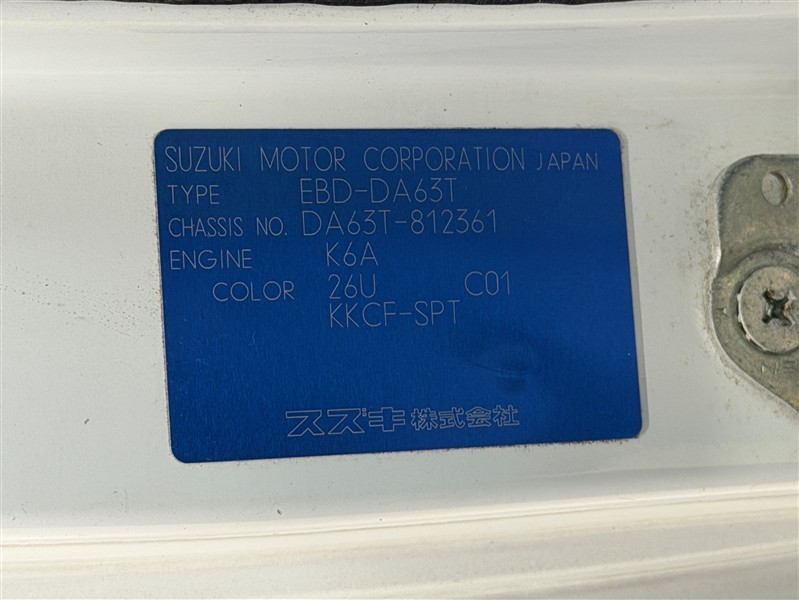 SUZUKI MOTOR CORPORATION JAPAN
TYPE EBD-DA63T
CHASSIS NO. DA63T-812361
ENGINE K6A
COLOR 26U C01
KKCF-SPT
スズキ株式会社